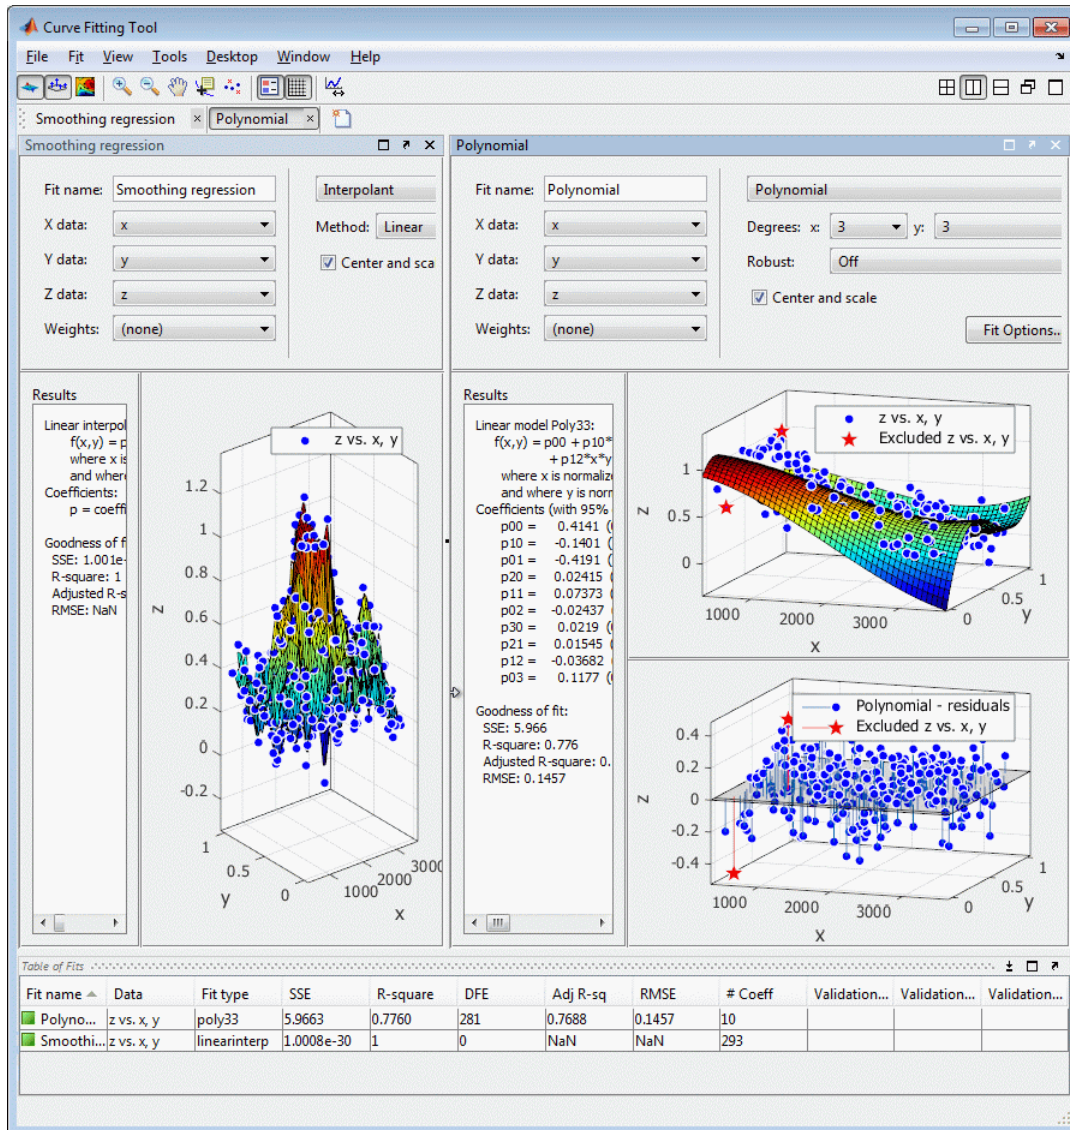 Curve Fitting Tool
File Fit View Tools Desktop Window Help
Smoothing regression × Polynomial ×
Smoothing regression
Fit name: Smoothing regression
X data: x
Y data: y
Z data: z
Weights: (none)
Interpolant
Method: Linear
Center and sca
Results
Linear interpol
f(x,y) = p
where x is
and where
Coefficients:
p = coeffi
Goodness of f
SSE: 1.001e-
R-square: 1
Adjusted R-s
RMSE: NaN
z vs. x, y
1.2
1
0.8
0.6
0.4
0.2
0
-0.2
z
1
0.5
0
y
1000
2000
3000
x
Polynomial
Fit name: Polynomial
X data: x
Y data: y
Z data: z
Weights: (none)
Polynomial
Degrees: x: 3 y: 3
Robust: Off
Center and scale
Fit Options..
Results
Linear model Poly33:
f(x,y) = p00 + p10*
+ p12*x*y
where x is normalize
and where y is norr
Coefficients (with 95%
p00 = 0.4141 (
p10 = -0.1401 (
p01 = -0.4191 (
p20 = 0.02415 (
p11 = 0.07373 (
p02 = -0.02437 (
p30 = 0.0219 (
p21 = 0.01545 (
p12 = -0.03682 (
p03 = 0.1177 (
Goodness of fit:
SSE: 5.966
R-square: 0.776
Adjusted R-square: 0.
RMSE: 0.1457
z vs. x, y
Excluded z vs. x, y
1
0.5
0
z
1000
2000
3000
x
0
0.5
1
y
Polynomial - residuals
Excluded z vs. x, y
0.4
0.2
0
-0.2
-0.4
z
1000
2000
3000
x
0
0.5
1
y
Table of Fits
Fit name Data Fit type SSE R-square DFE Adj R-sq RMSE # Coeff Validation... Validation... Validation...
Polyno... z vs. x, y poly33 5.9663 0.7760 281 0.7688 0.1457 10
Smoothi... z vs. x, y linearinterp 1.0008e-30 1 0 NaN NaN 293